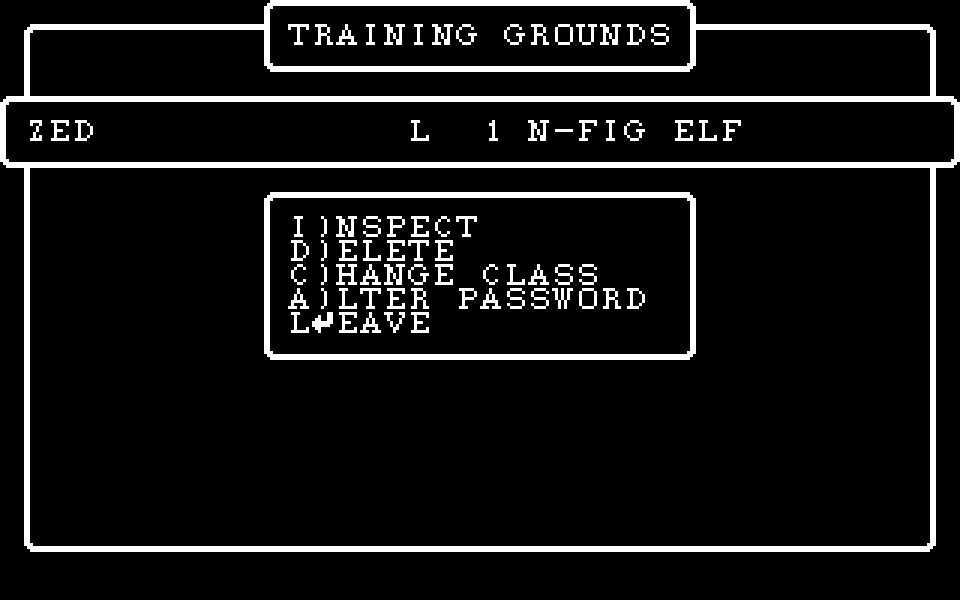 TRAINING GROUNDS
ZED L 1 N-FIG ELF
I)NSPECT
D)ELETE
C)HANGE CLASS
A)LTER PASSWORD
L↵EAVE